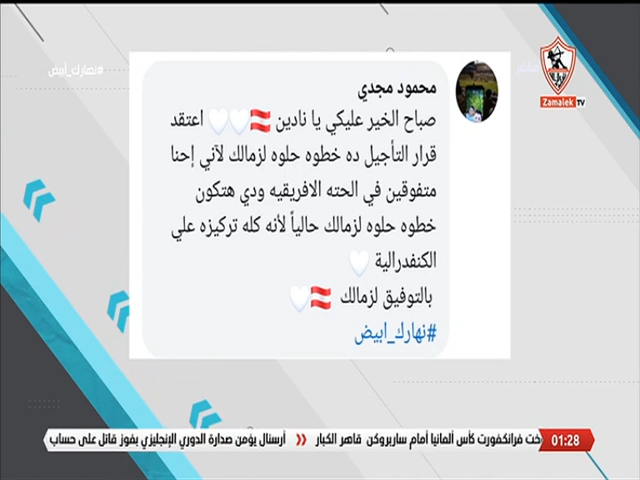 #نهارك_أبيض
Zamalek TV
محمود مجدي
صباح الخير عليكي يا نادين 🇦🇹🤍🤍 اعتقد
قرار التأجيل ده خطوه حلوه لزمالك لآني إحنا
متفوقين في الحته الافريقيه ودي هتكون
خطوه حلوه لزمالك حالياً لأنه كله تركيزه علي
الكنفدرالية 🤍
بالتوفيق لزمالك 🇦🇹🤍
#نهارك_ابيض
01:28
خت فرانكفورت كأس ألمانيا أمام ساربروكن قاهر الكبار » أرسنال يؤمن صدارة الدوري الإنجليزي بفوز قاتل على حساب